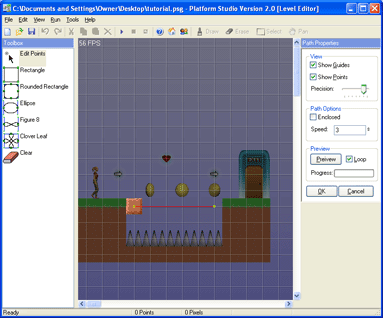 C:\Documents and Settings\Owner\Desktop\tutorial.psg - Platform Studio Version 2.0 [Level Editor]
File Edit View Run Tools Help
Draw Erase Select Pan
Toolbox
Edit Points
Rectangle
Rounded Rectangle
Ellipse
Figure 8
Clover Leaf
Clear
56 FPS
Path Properties
View
Show Guides
Show Points
Precision:
Path Options
Enclosed
Speed: 3 s
Preview
Preview Loop
Progress:
OK Cancel
Ready 0 Points 0 Pixels